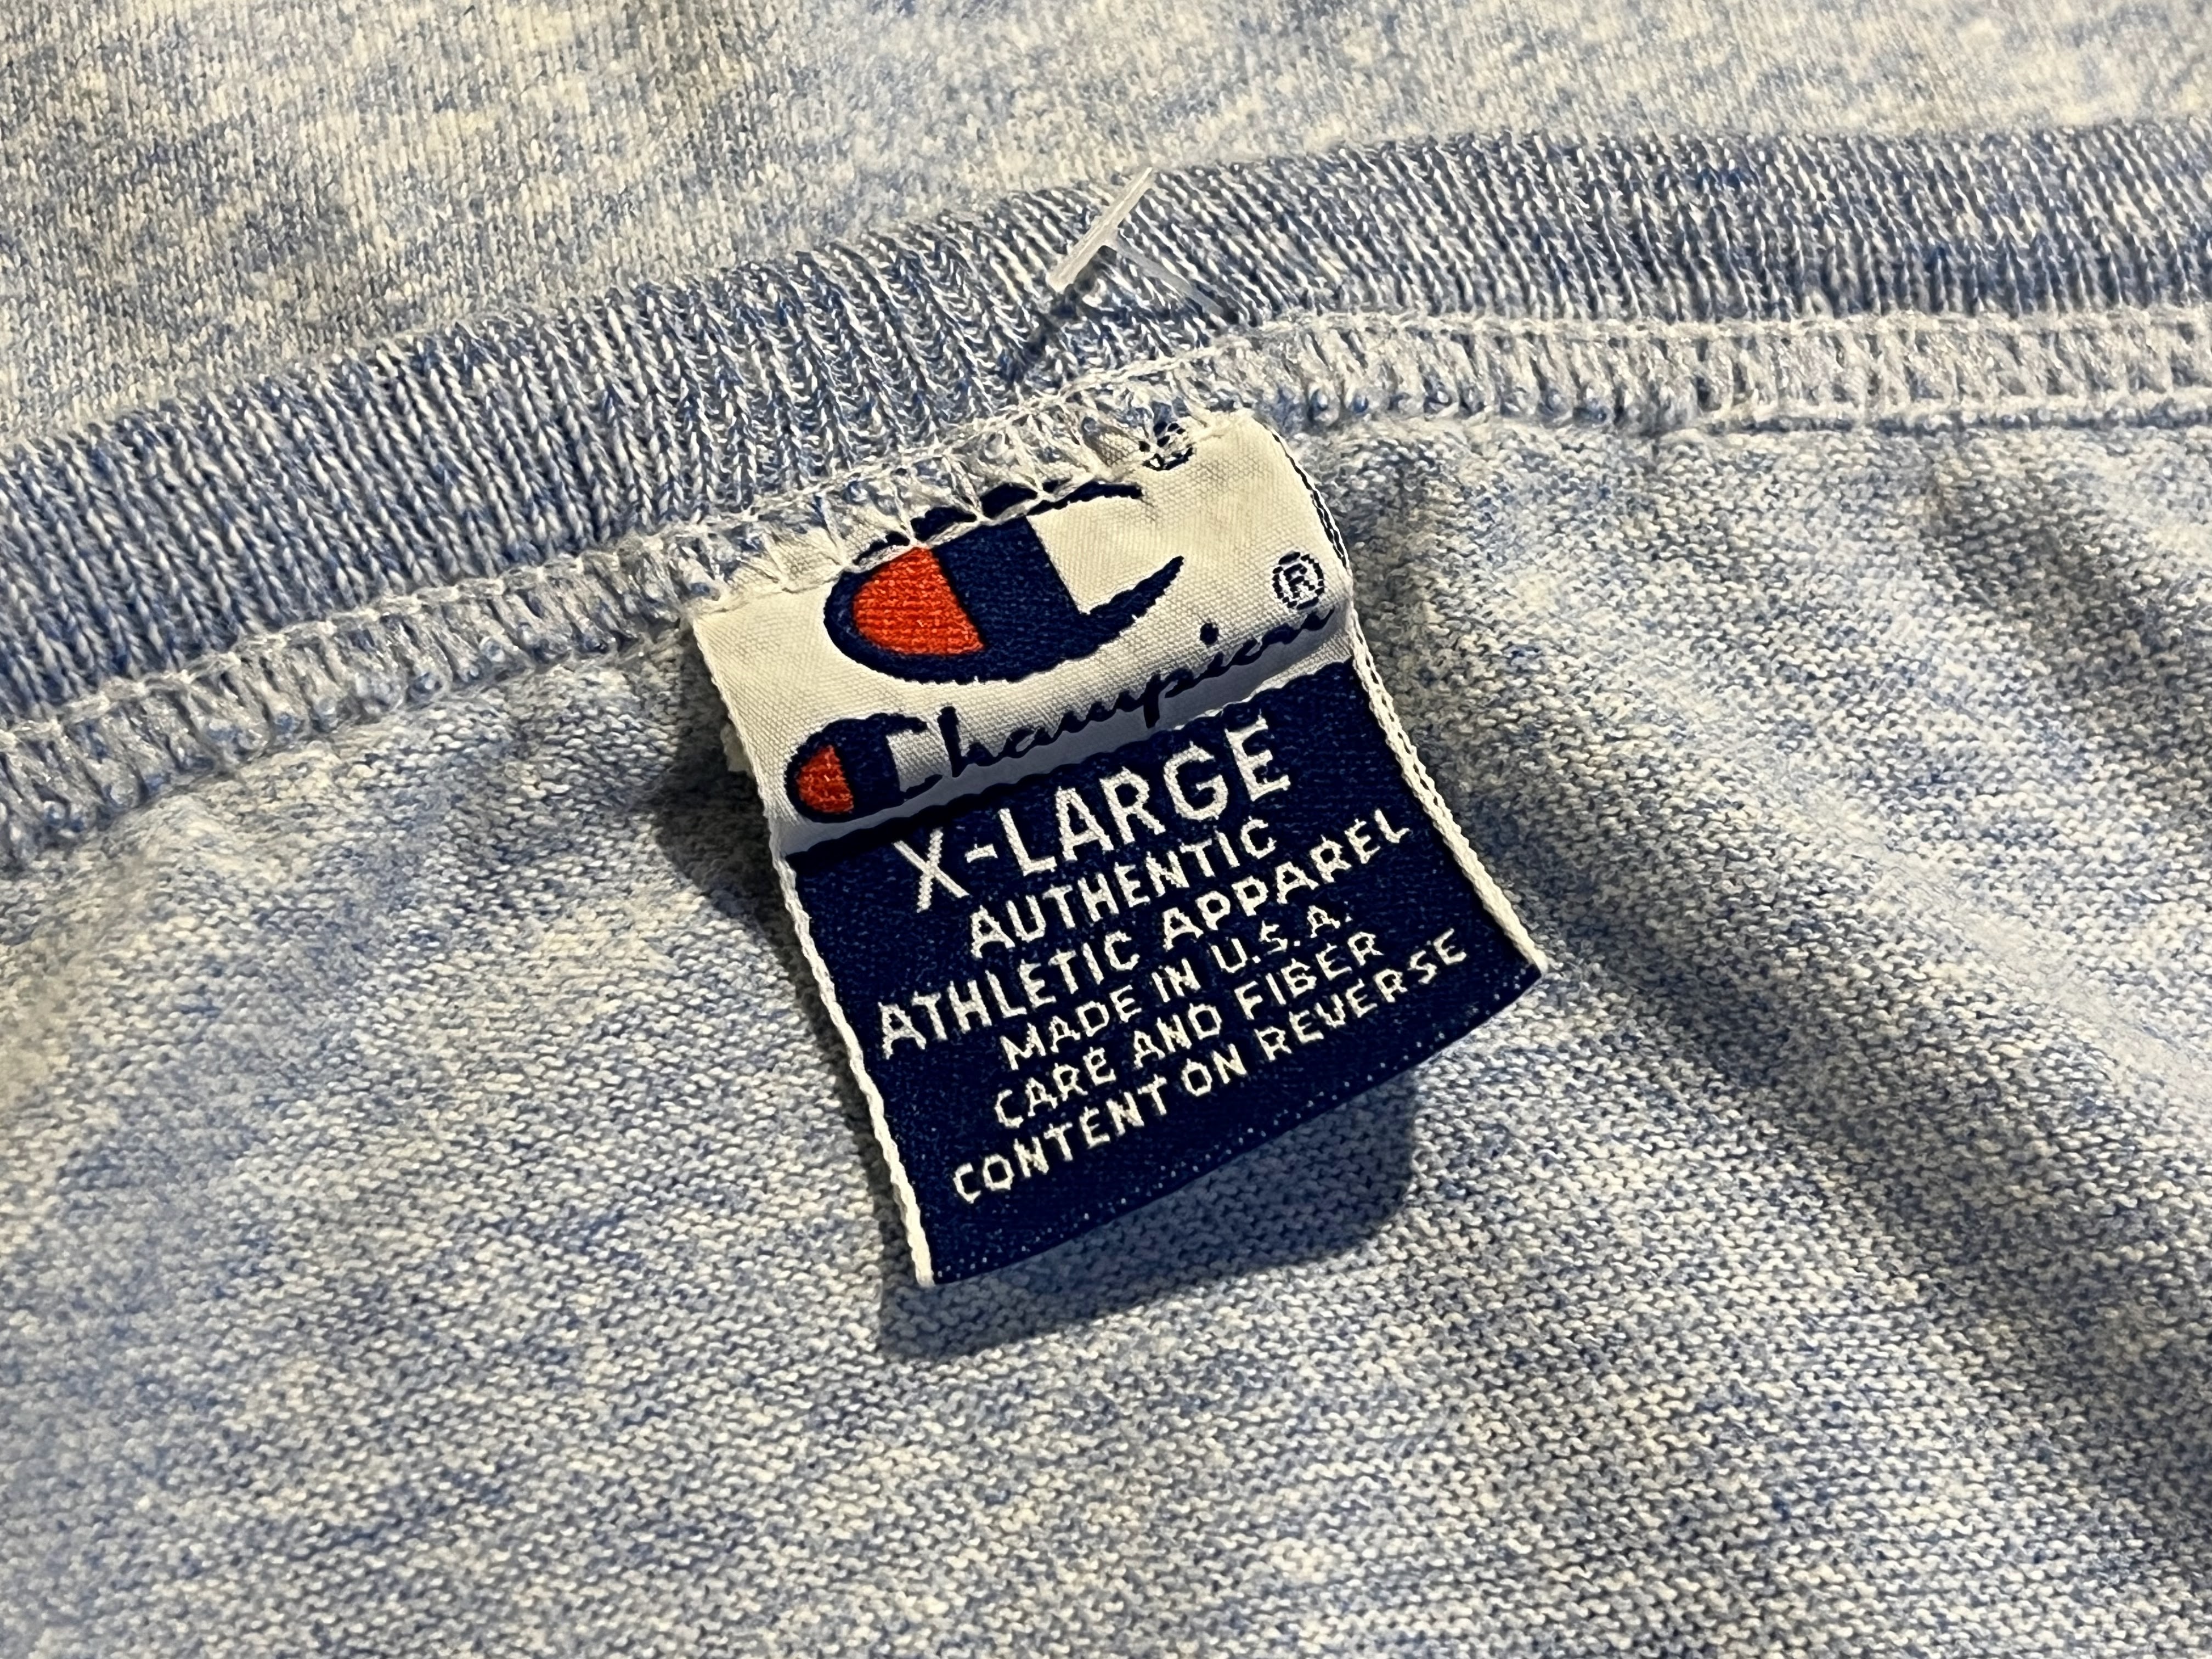 ®
Champion
X-LARGE
AUTHENTIC
ATHLETIC APPAREL
MADE IN U.S.A.
CARE AND FIBER
CONTENT ON REVERSE